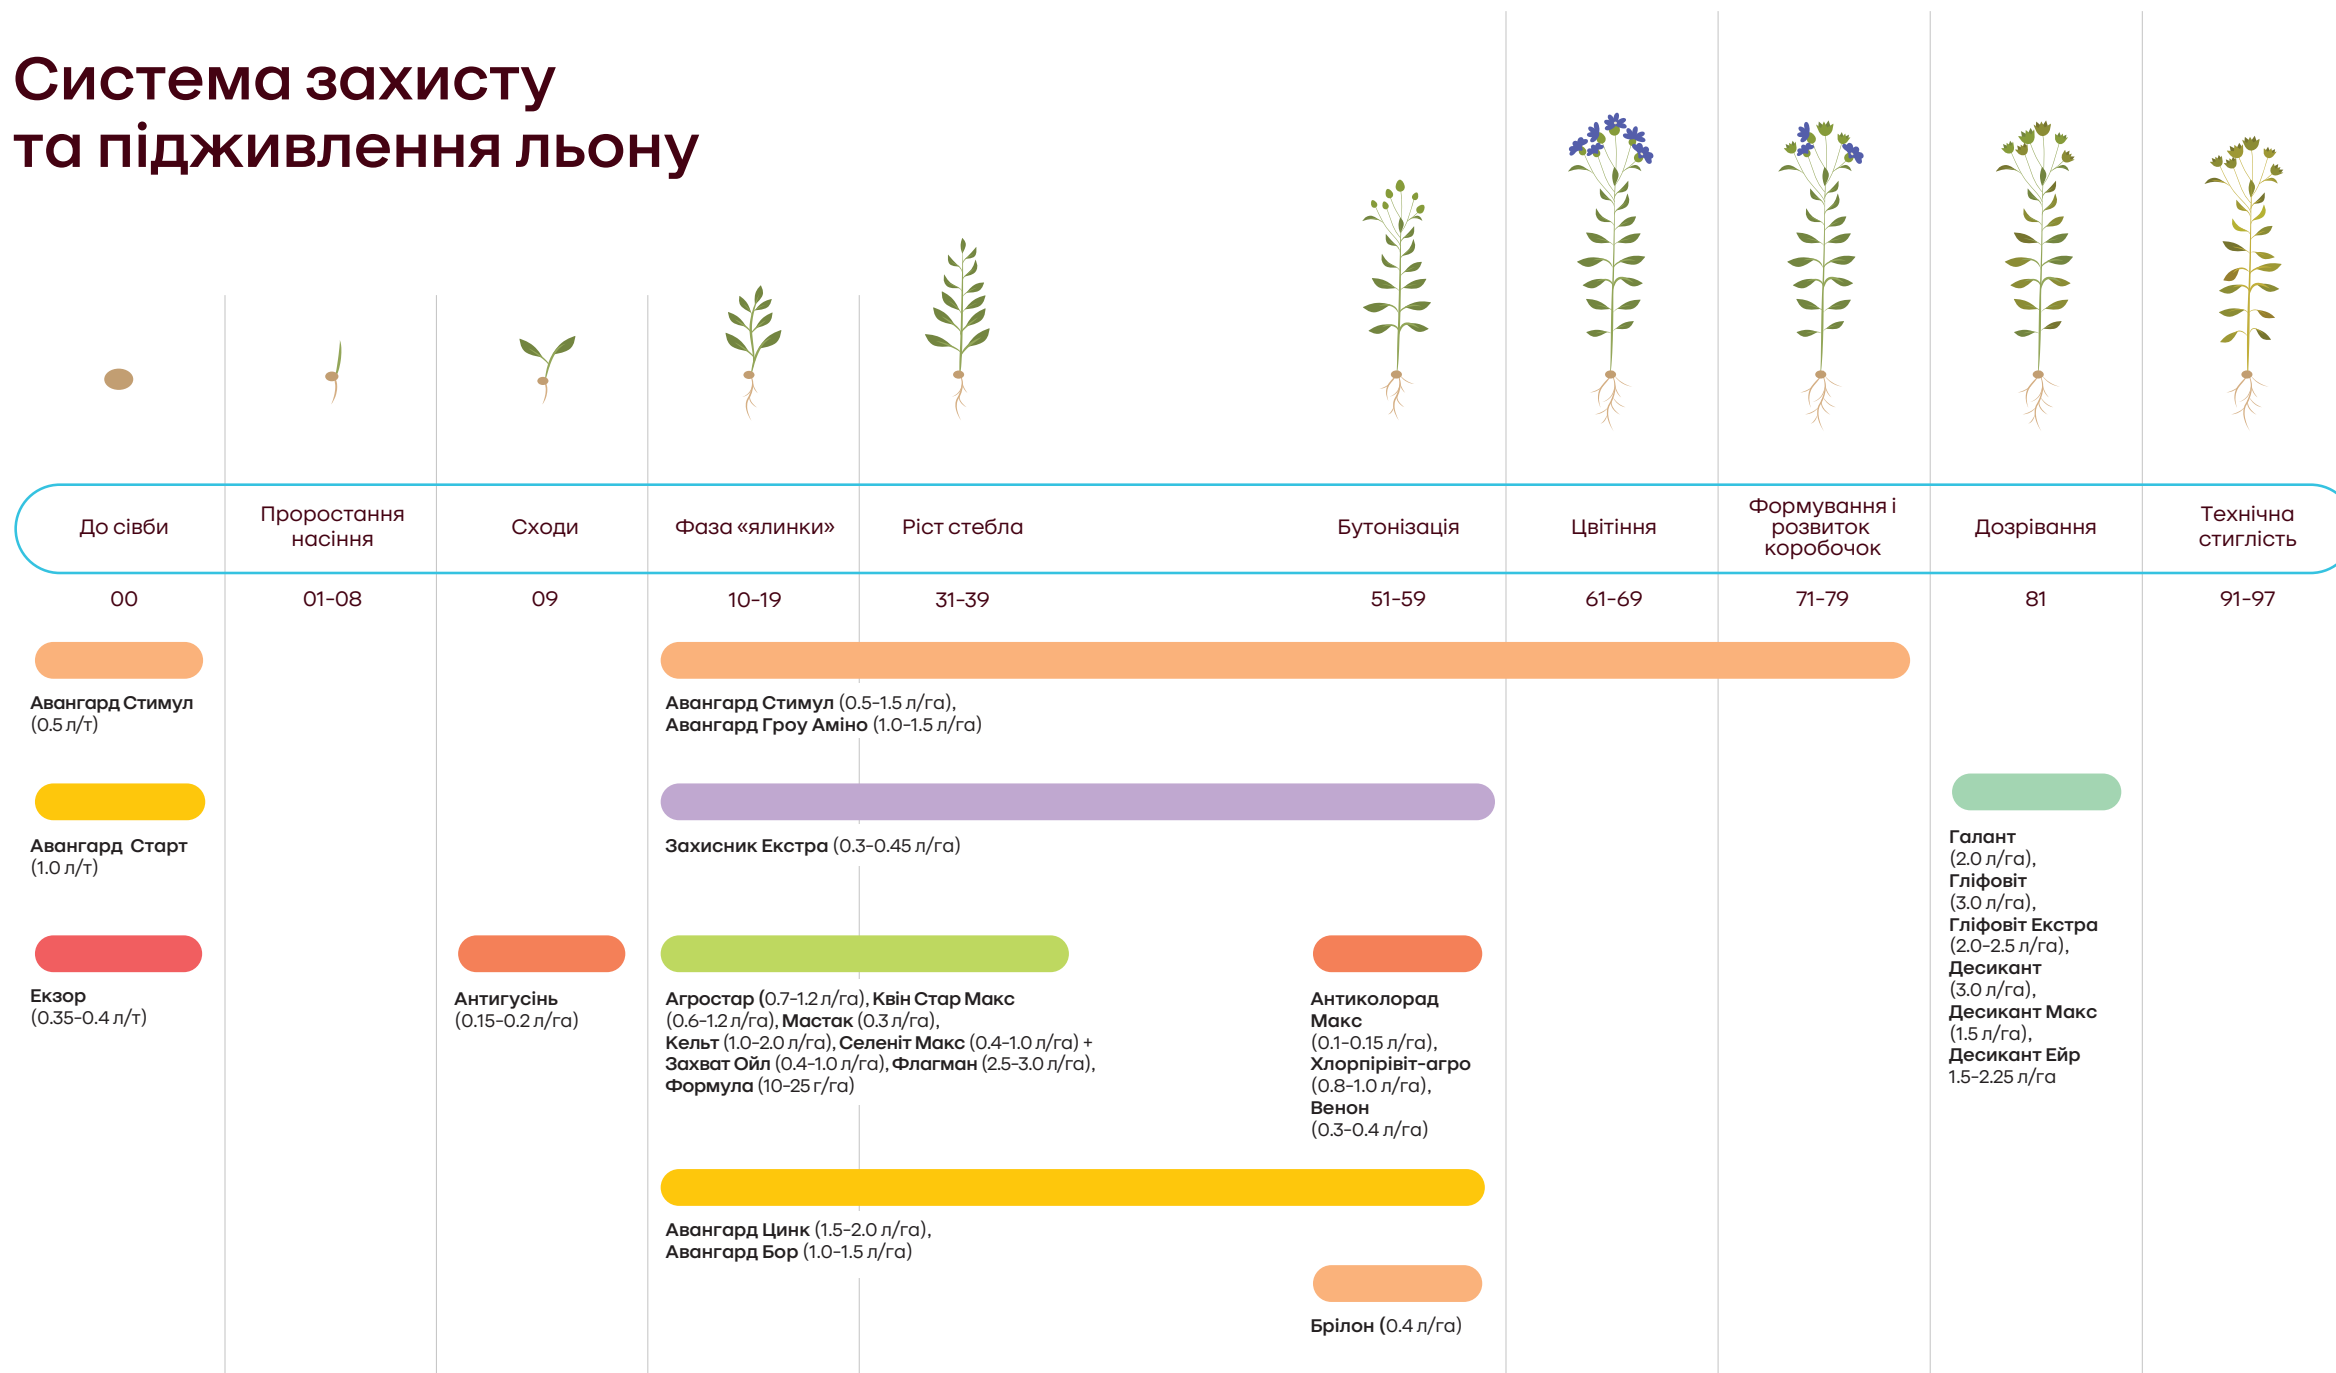 Система захисту
та підживлення льону
До сівби
Проростання
насіння
Сходи
Фаза «ялинки»
Ріст стебла
Бутонізація
Цвітіння
Формування і
розвиток
коробочок
Дозрівання
Технічна
стиглість
00
01-08
09
10-19
31-39
51-59
61-69
71-79
81
91-97
Авангард Стимул
(0.5 л/т)
Авангард Стимул (0.5-1.5 л/га),
Авангард Гроу Аміно (1.0-1.5 л/га)
Авангард Старт
(1.0 л/т)
Захисник Екстра (0.3-0.45 л/га)
Галант
(2.0 л/га),
Гліфовіт
(3.0 л/га),
Гліфовіт Екстра
(2.0-2.5 л/га),
Десикант
(3.0 л/га),
Десикант Макс
(1.5 л/га),
Десикант Ейр
1.5-2.25 л/га
Екзор
(0.35-0.4 л/т)
Антигусінь
(0.15-0.2 л/га)
Агростар (0.7-1.2 л/га), Квін Стар Макс
(0.6-1.2 л/га), Мастак (0.3 л/га),
Кельт (1.0-2.0 л/га), Селеніт Макс (0.4-1.0 л/га) +
Захват Ойл (0.4-1.0 л/га), Флагман (2.5-3.0 л/га),
Формула (10-25 г/га)
Антиколорад
Макс
(0.1-0.15 л/га),
Хлорпірівіт-агро
(0.8-1.0 л/га),
Венон
(0.3-0.4 л/га)
Авангард Цинк (1.5-2.0 л/га),
Авангард Бор (1.0-1.5 л/га)
Брілон (0.4 л/га)